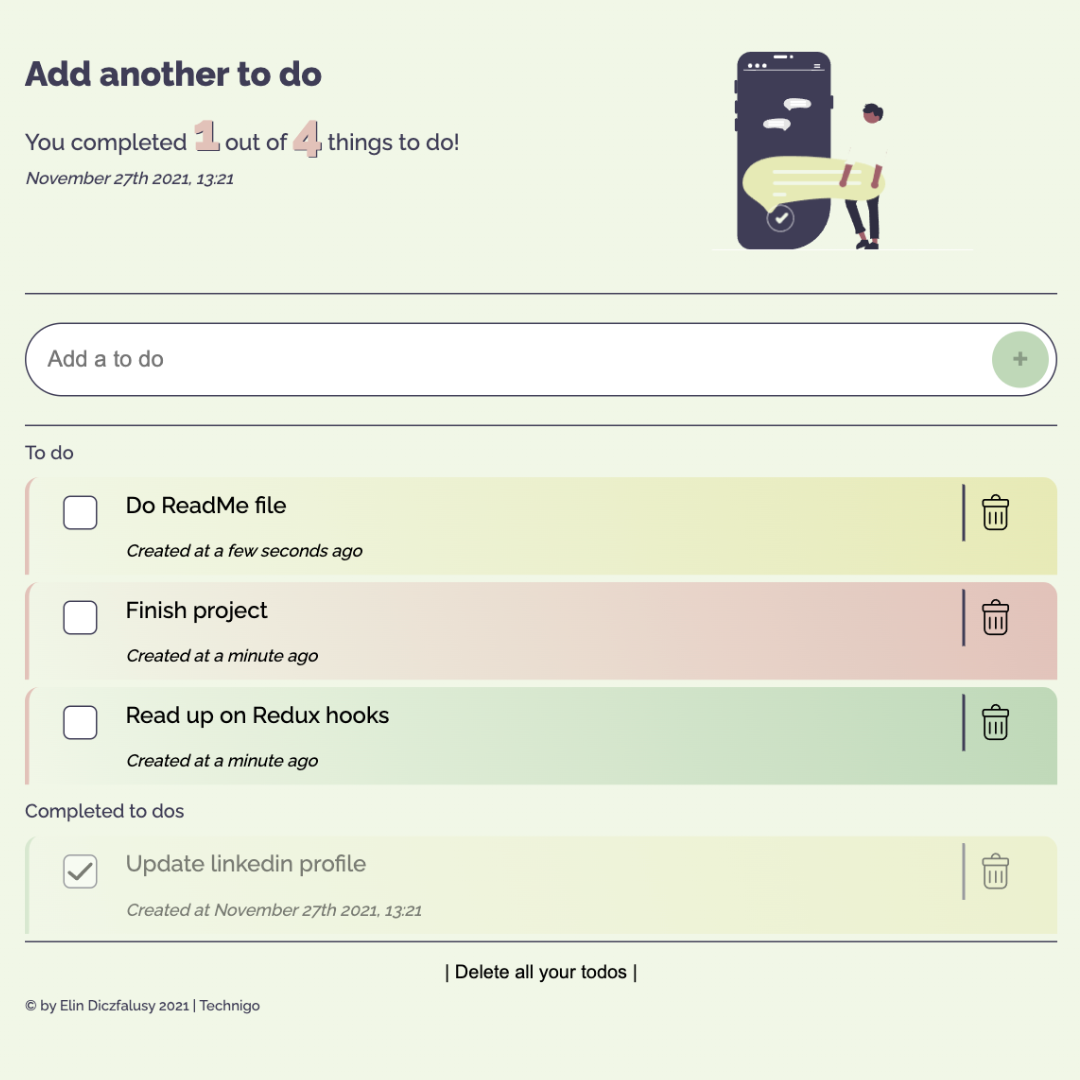 Add another to do
You completed 1 out of 4 things to do!
November 27th 2021, 13:21
Add a to do
+
To do
Do ReadMe file
Created at a few seconds ago
Finish project
Created at a minute ago
Read up on Redux hooks
Created at a minute ago
Completed to dos
Update linkedin profile
Created at November 27th 2021, 13:21
| Delete all your todos |
© by Elin Diczfalusy 2021 | Technigo